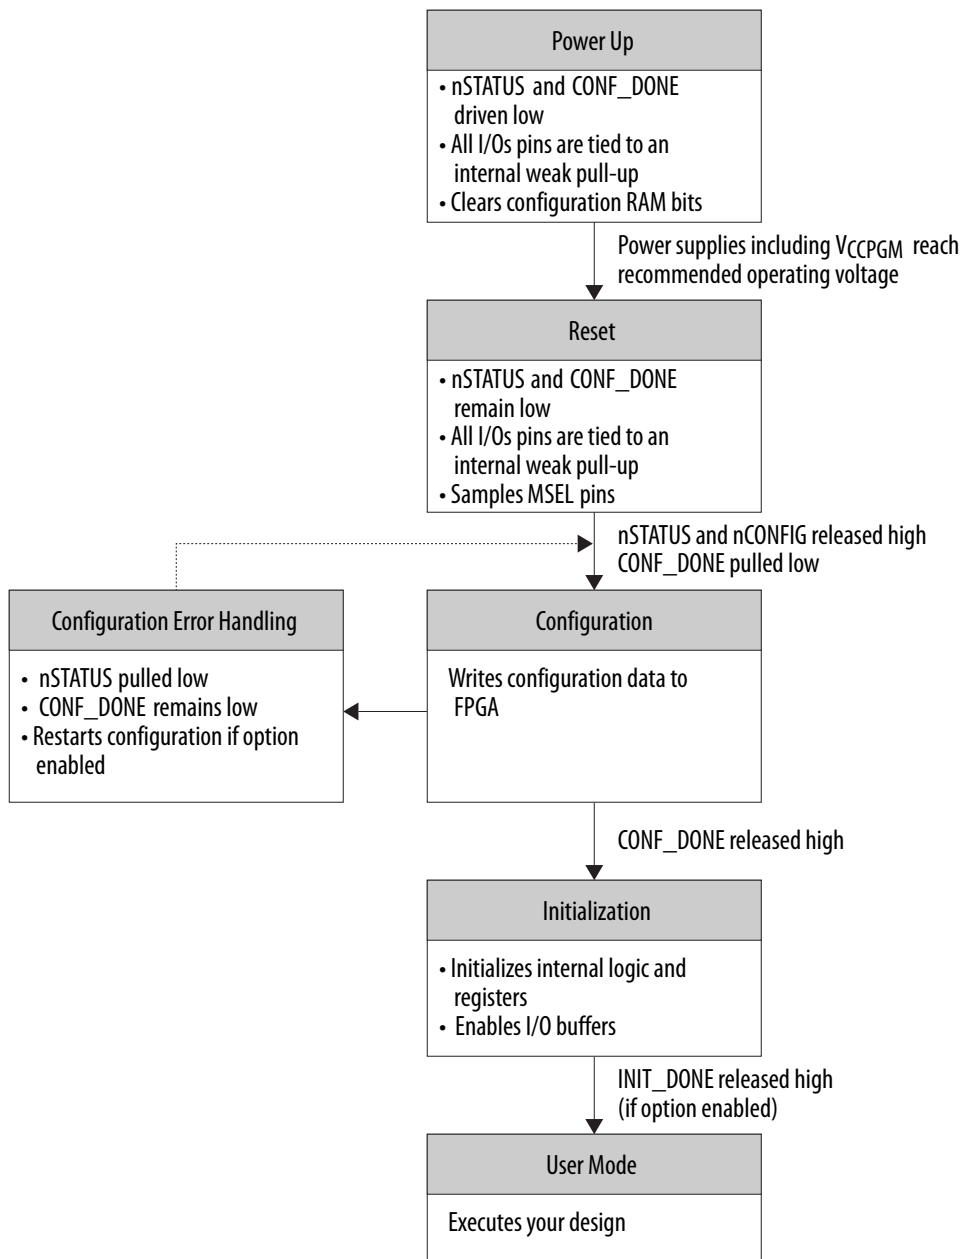 Power Up
• nSTATUS and CONF_DONE
driven low
• All I/Os pins are tied to an
internal weak pull-up
• Clears configuration RAM bits
Power supplies including VCCPGM reach
recommended operating voltage
Reset
• nSTATUS and CONF_DONE
remain low
• All I/Os pins are tied to an
internal weak pull-up
• Samples MSEL pins
nSTATUS and nCONFIG released high
CONF_DONE pulled low
Configuration Error Handling
• nSTATUS pulled low
• CONF_DONE remains low
• Restarts configuration if option
enabled
Configuration
Writes configuration data to
FPGA
CONF_DONE released high
Initialization
• Initializes internal logic and
registers
• Enables I/O buffers
INIT_DONE released high
(if option enabled)
User Mode
Executes your design